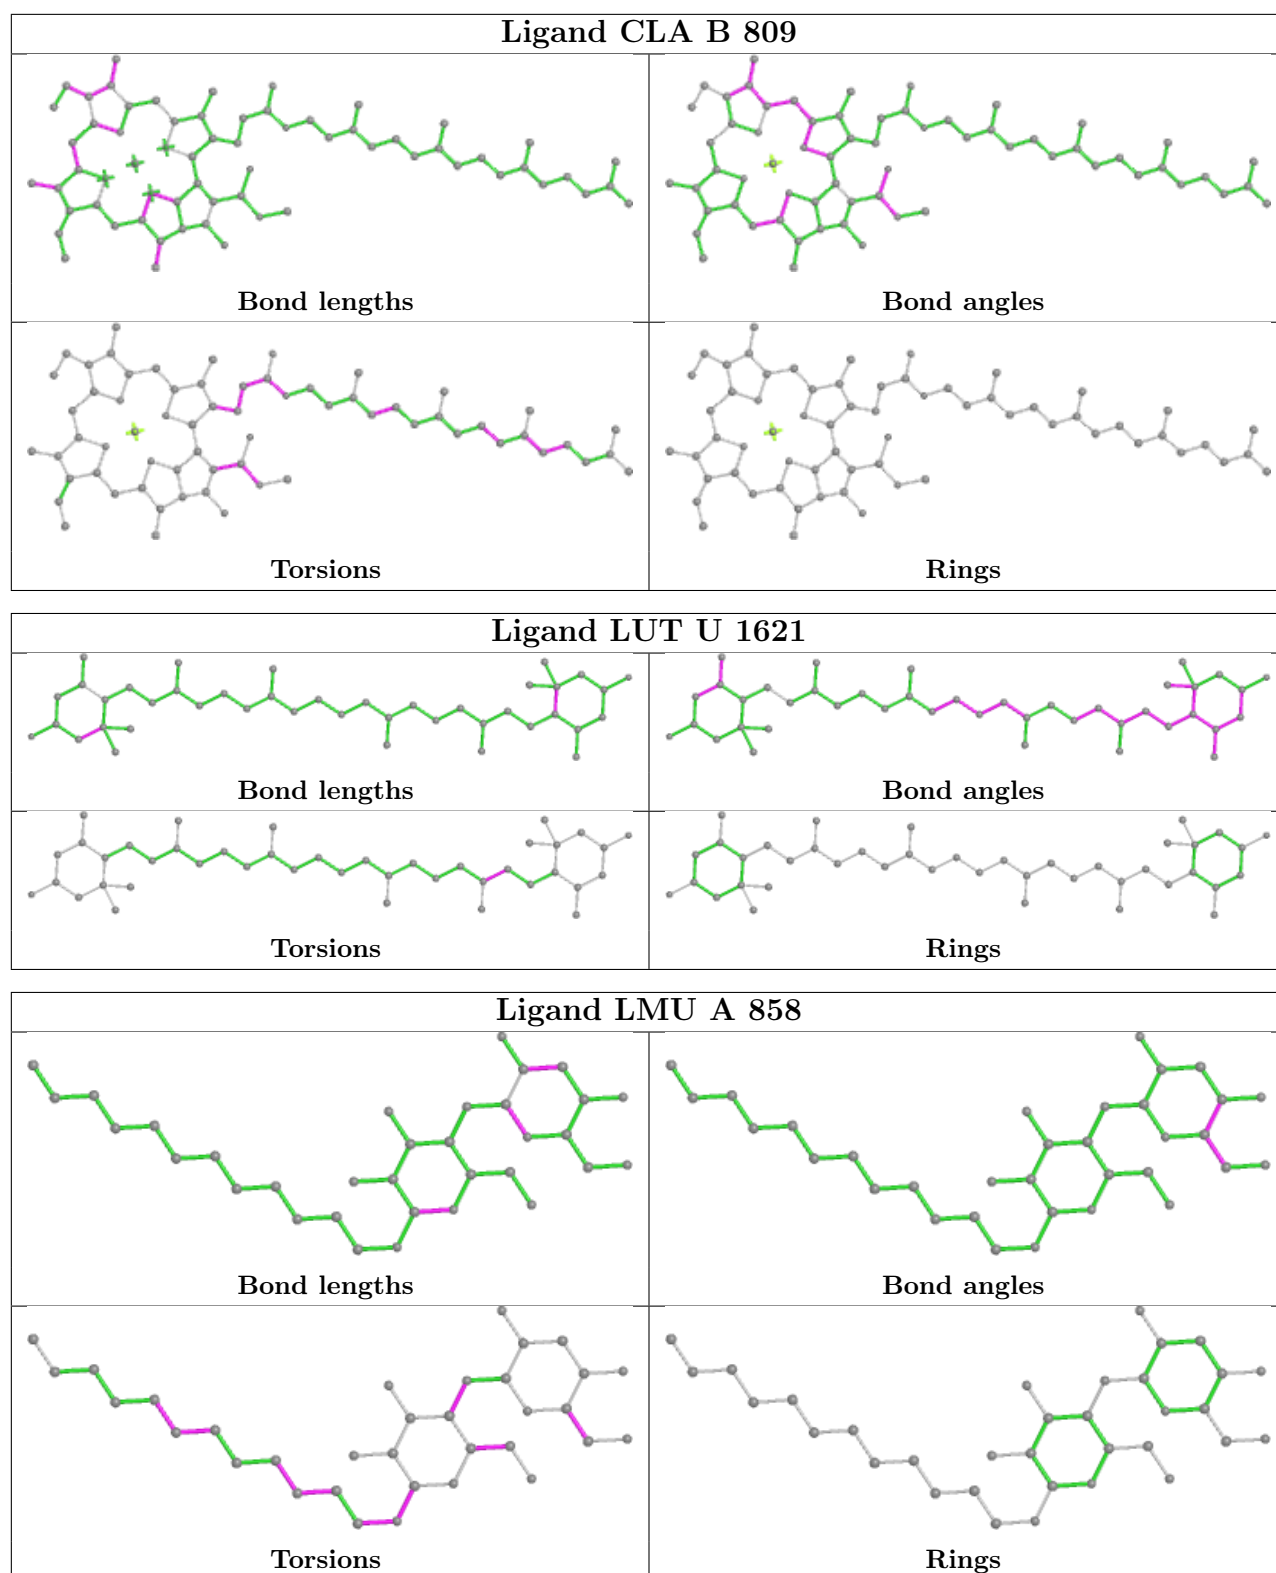 Ligand CLA B 809
Bond lengths
Bond angles
Torsions
Rings
Ligand LUT U 1621
Bond lengths
Bond angles
Torsions
Rings
Ligand LMU A 858
Bond lengths
Bond angles
Torsions
Rings